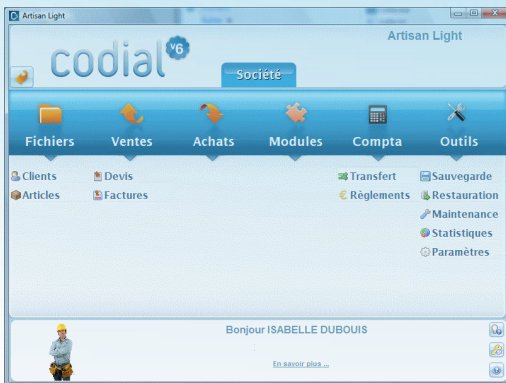 Artisan Light
Artisan Light
codial v6
Société
Fichiers Ventes Achats Modules Compta Outils
Clients Devis Transfert Sauvegarde
Articles Factures Règlements Restauration
Maintenance
Statistiques
Paramètres
Bonjour ISABELLE DUBOUIS
En savoir plus ...